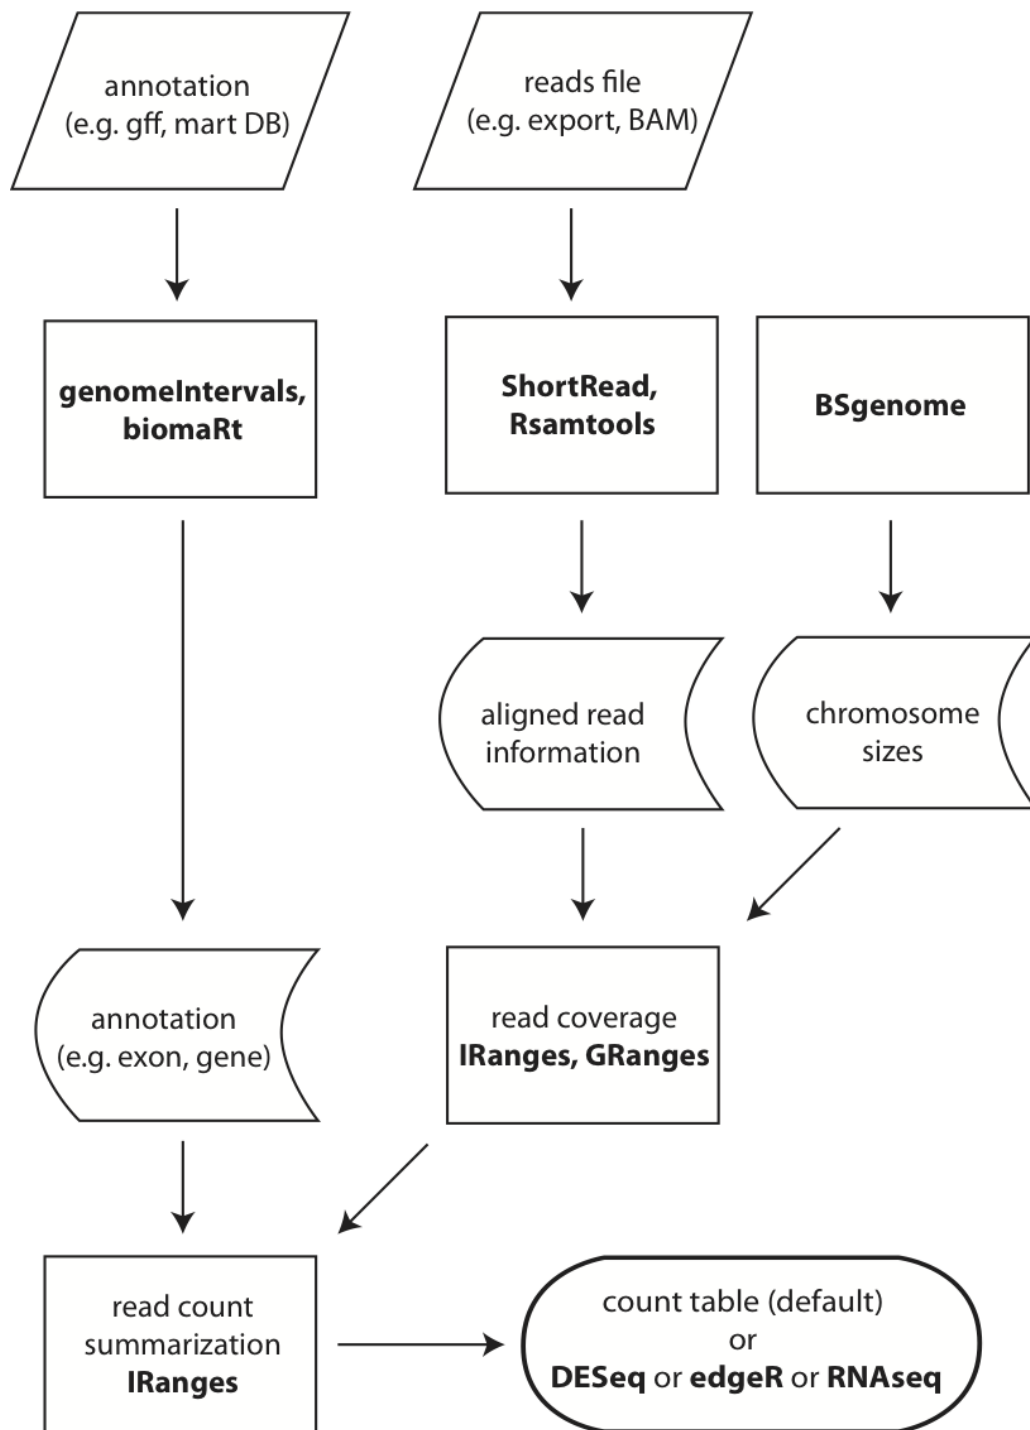 annotation
(e.g. gff, mart DB)
reads file
(e.g. export, BAM)
genomeIntervals,
biomaRt
ShortRead,
Rsamtools
BSgenome
aligned read
information
chromosome
sizes
annotation
(e.g. exon, gene)
read coverage
IRanges, GRanges
read count
summarization
IRanges
count table (default)
or
DESeq or edgeR or RNAseq